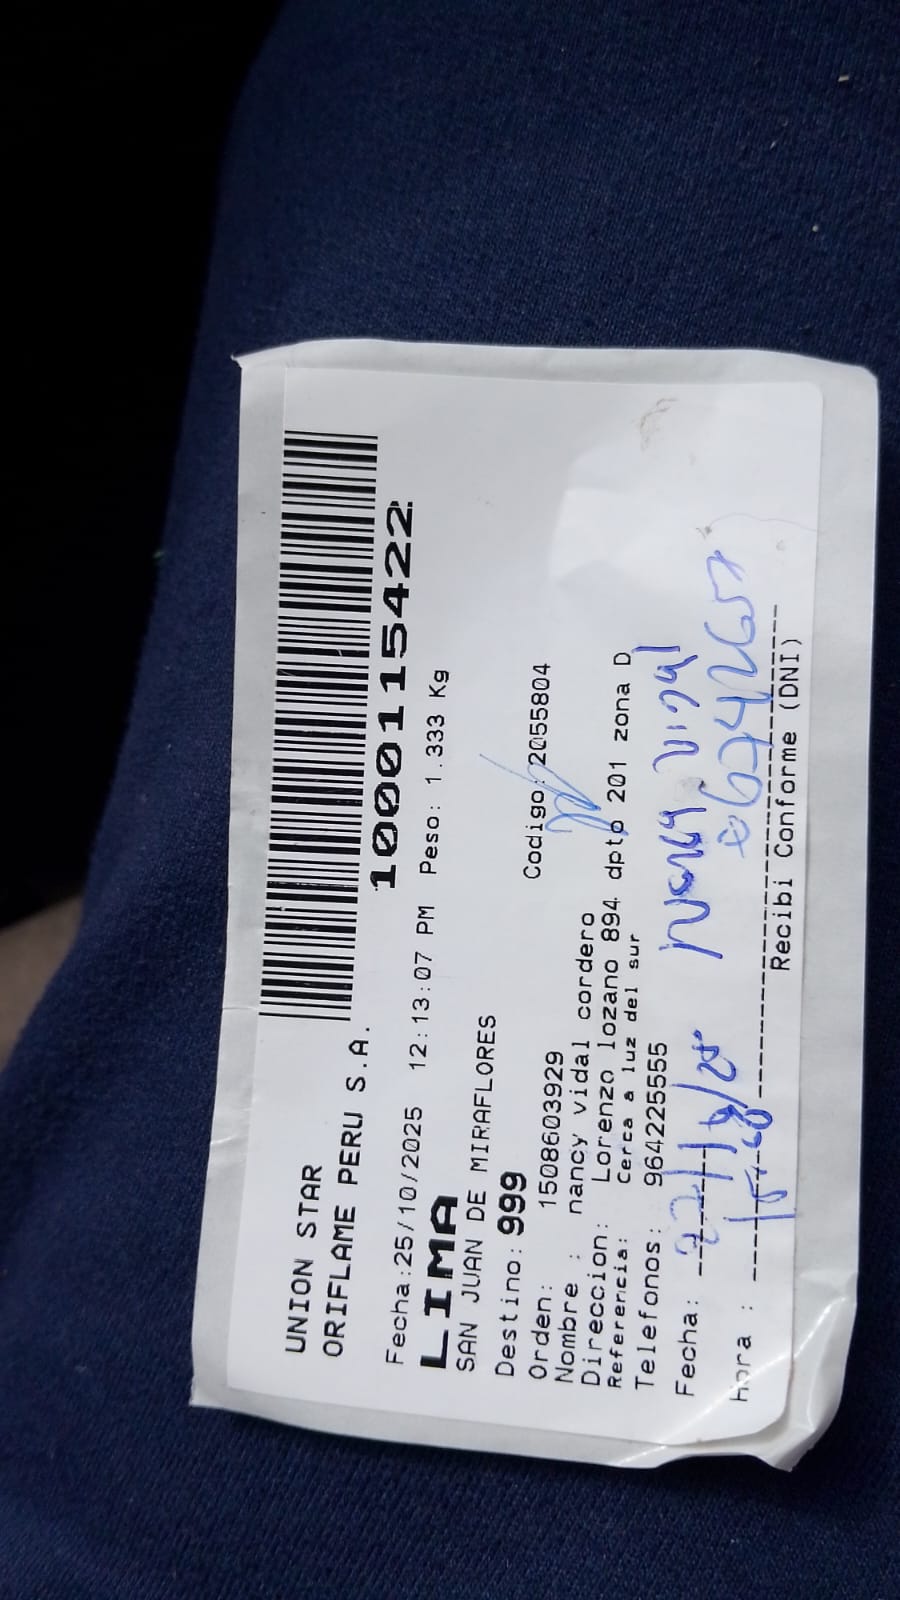 UNION STAR
ORIFLAME PERU S.A.
10001154222
Fecha:25/10/2025 12:13:07 PM Peso: 1.333 Kg
LIMA
SAN JUAN DE MIRAFLORES
Destino: 999
Orden: 1508603929 Codigo: 2055804
Nombre : nancy vidal cordero
Direccion: Lorenzo lozano 894 dpto 201 zona D
Referencia: Cerca a luz del sur
Telefonos: 964225555
Nancy Vidal
Fecha:
hora :
Recibi Conforme (DNI)